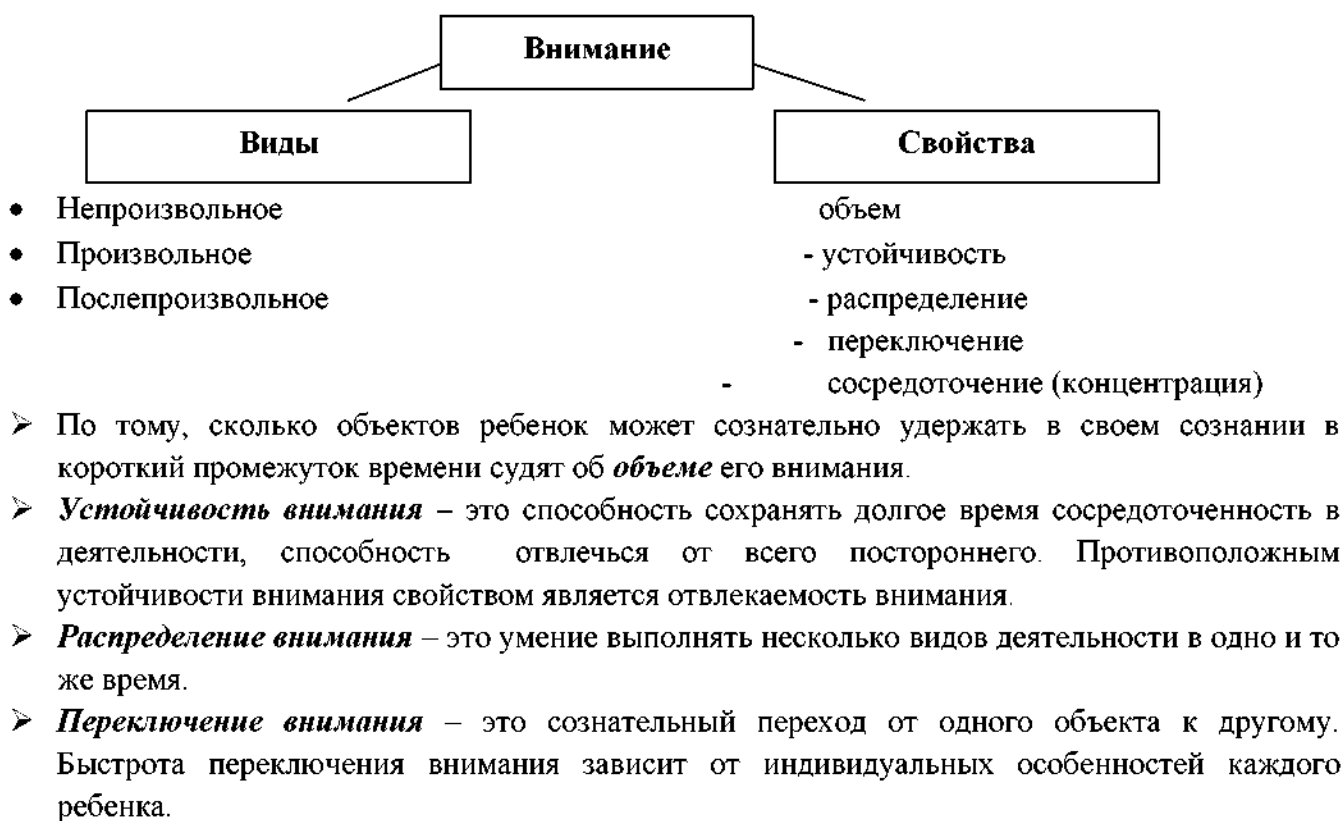 Внимание
Виды
Свойства
• Непроизвольное
объем
• Произвольное
- устойчивость
• Послепроизвольное
- распределение
- переключение
- сосредоточение (концентрация)
➢ По тому, сколько объектов ребенок может сознательно удержать в своем сознании в
короткий промежуток времени судят об объеме его внимания.
➢ Устойчивость внимания – это способность сохранять долгое время сосредоточенность в
деятельности, способность отвлечься от всего постороннего. Противоположным
устойчивости внимания свойством является отвлекаемость внимания.
➢ Распределение внимания – это умение выполнять несколько видов деятельности в одно и то
же время.
➢ Переключение внимания – это сознательный переход от одного объекта к другому.
Быстрота переключения внимания зависит от индивидуальных особенностей каждого
ребенка.